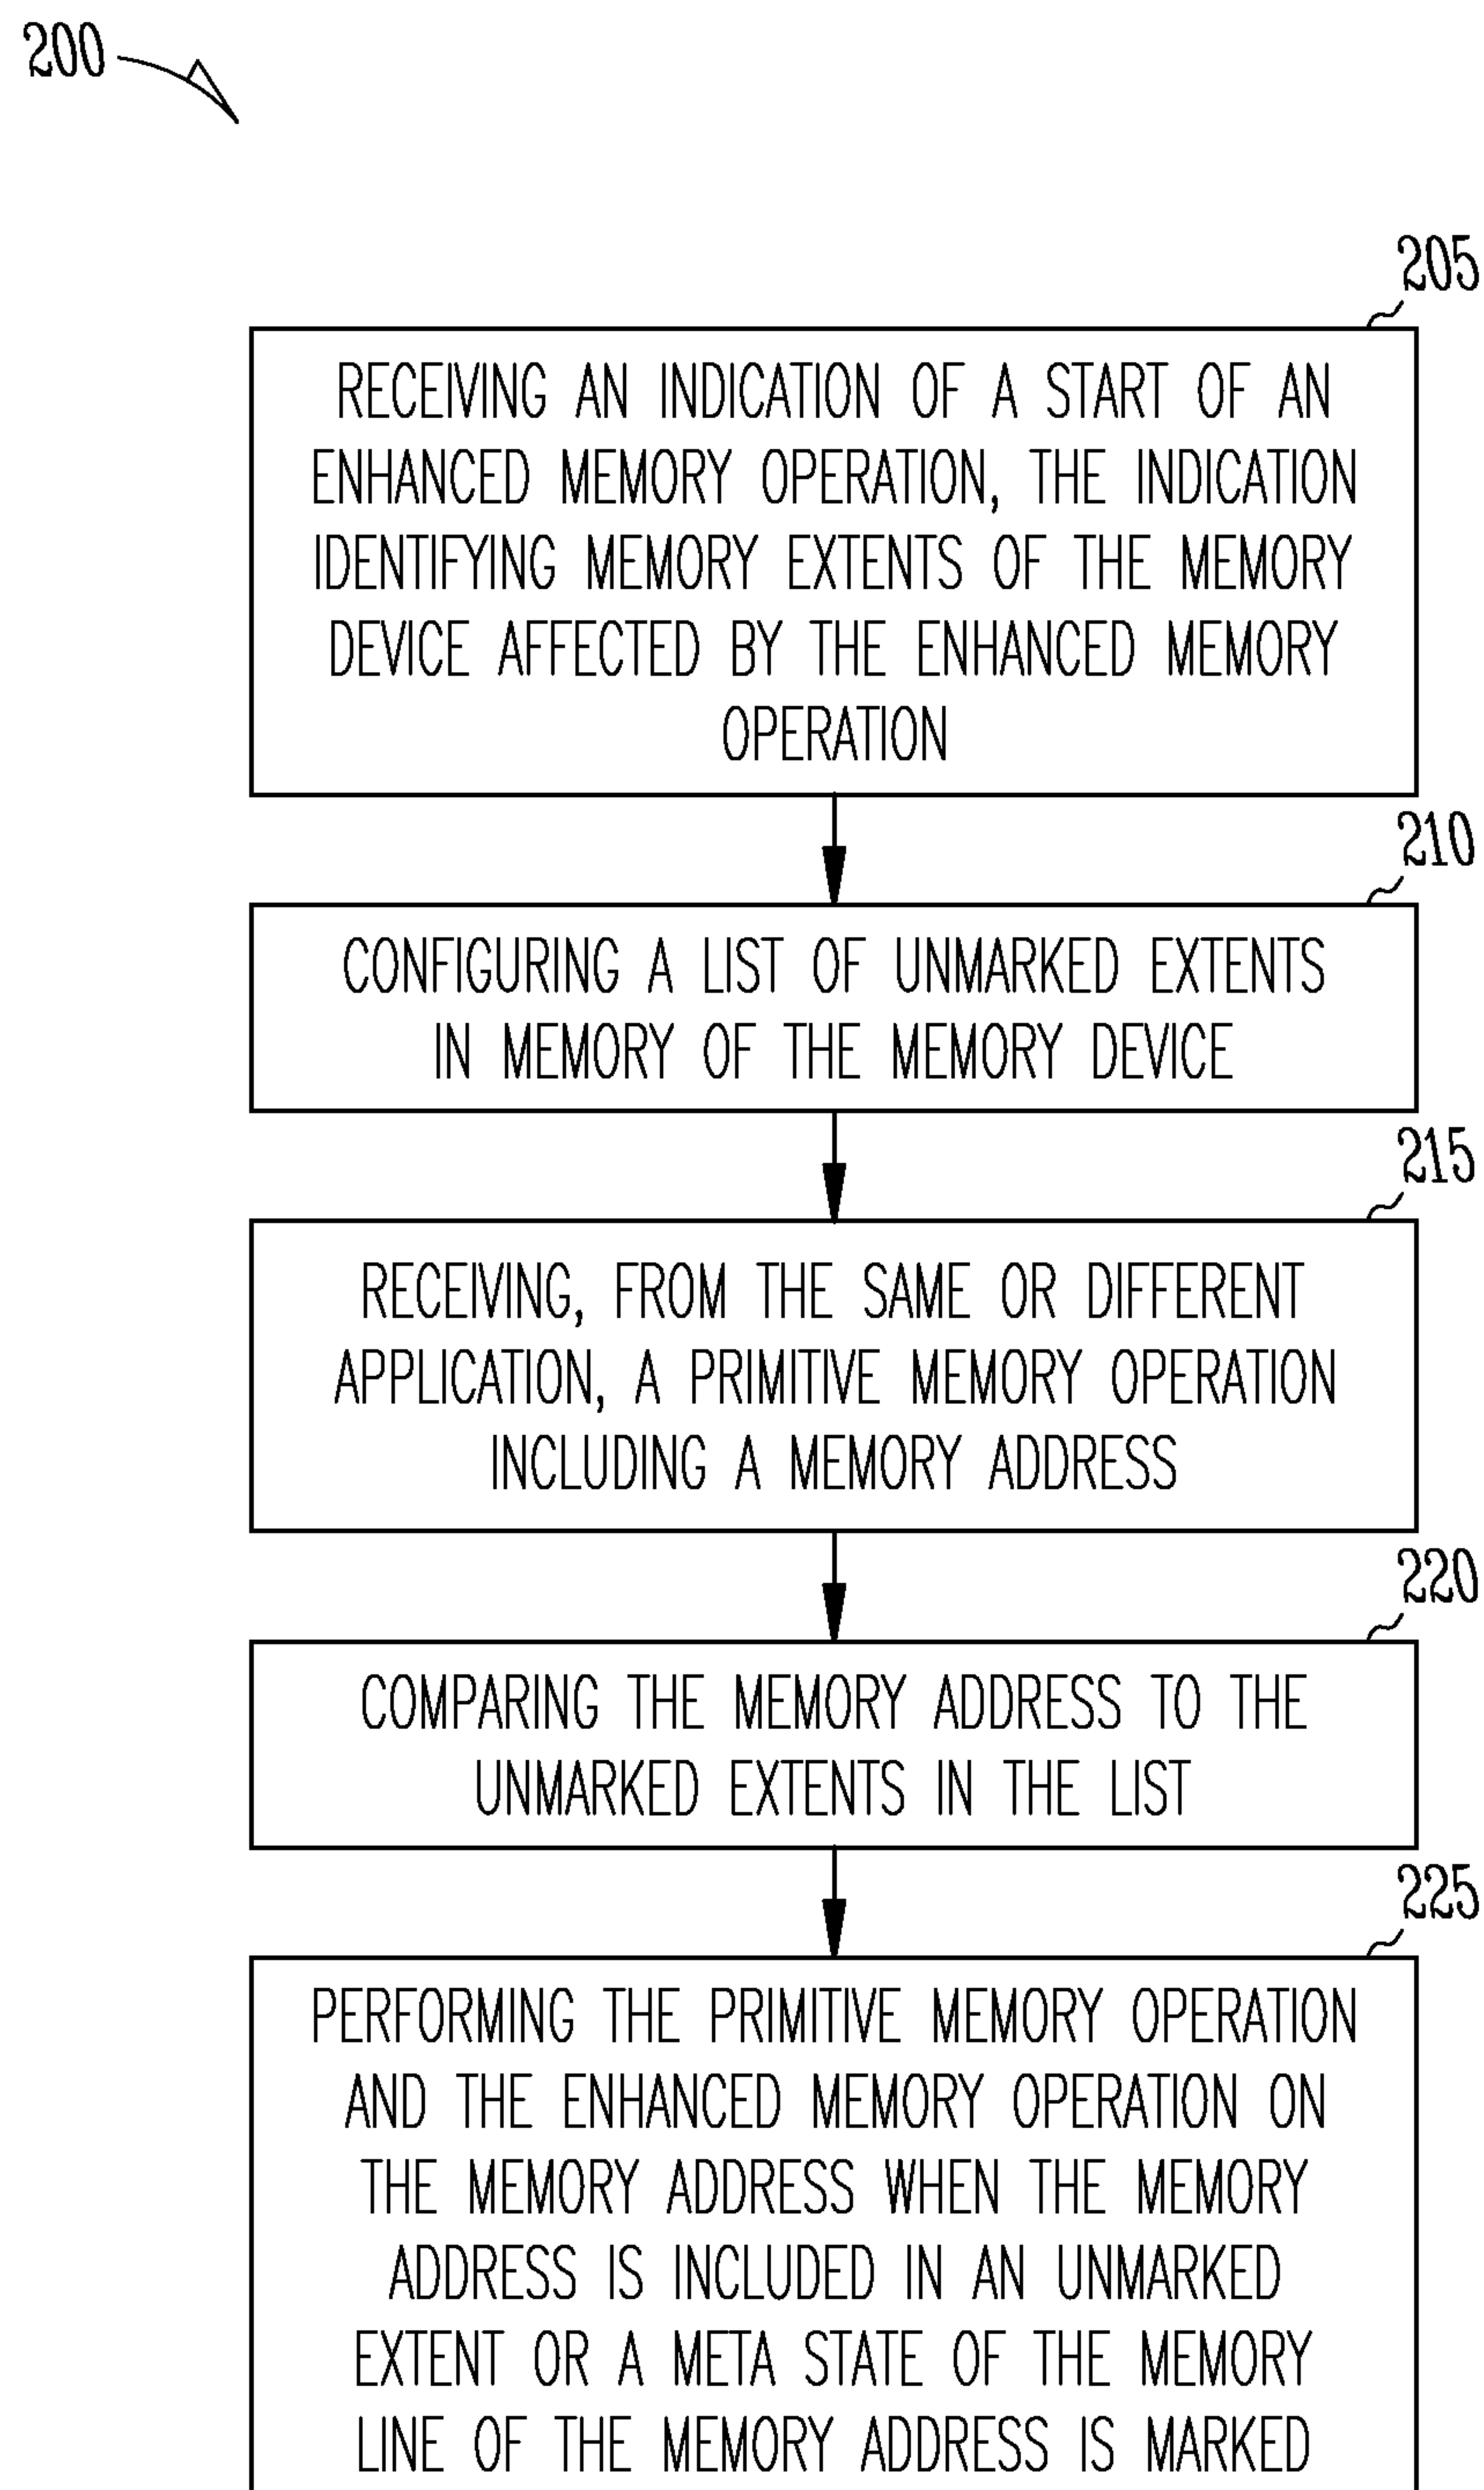 200
205
RECEIVING AN INDICATION OF A START OF AN
ENHANCED MEMORY OPERATION, THE INDICATION
IDENTIFYING MEMORY EXTENTS OF THE MEMORY
DEVICE AFFECTED BY THE ENHANCED MEMORY
OPERATION
210
CONFIGURING A LIST OF UNMARKED EXTENTS
IN MEMORY OF THE MEMORY DEVICE
215
RECEIVING, FROM THE SAME OR DIFFERENT
APPLICATION, A PRIMITIVE MEMORY OPERATION
INCLUDING A MEMORY ADDRESS
220
COMPARING THE MEMORY ADDRESS TO THE
UNMARKED EXTENTS IN THE LIST
225
PERFORMING THE PRIMITIVE MEMORY OPERATION
AND THE ENHANCED MEMORY OPERATION ON
THE MEMORY ADDRESS WHEN THE MEMORY
ADDRESS IS INCLUDED IN AN UNMARKED
EXTENT OR A META STATE OF THE MEMORY
LINE OF THE MEMORY ADDRESS IS MARKED